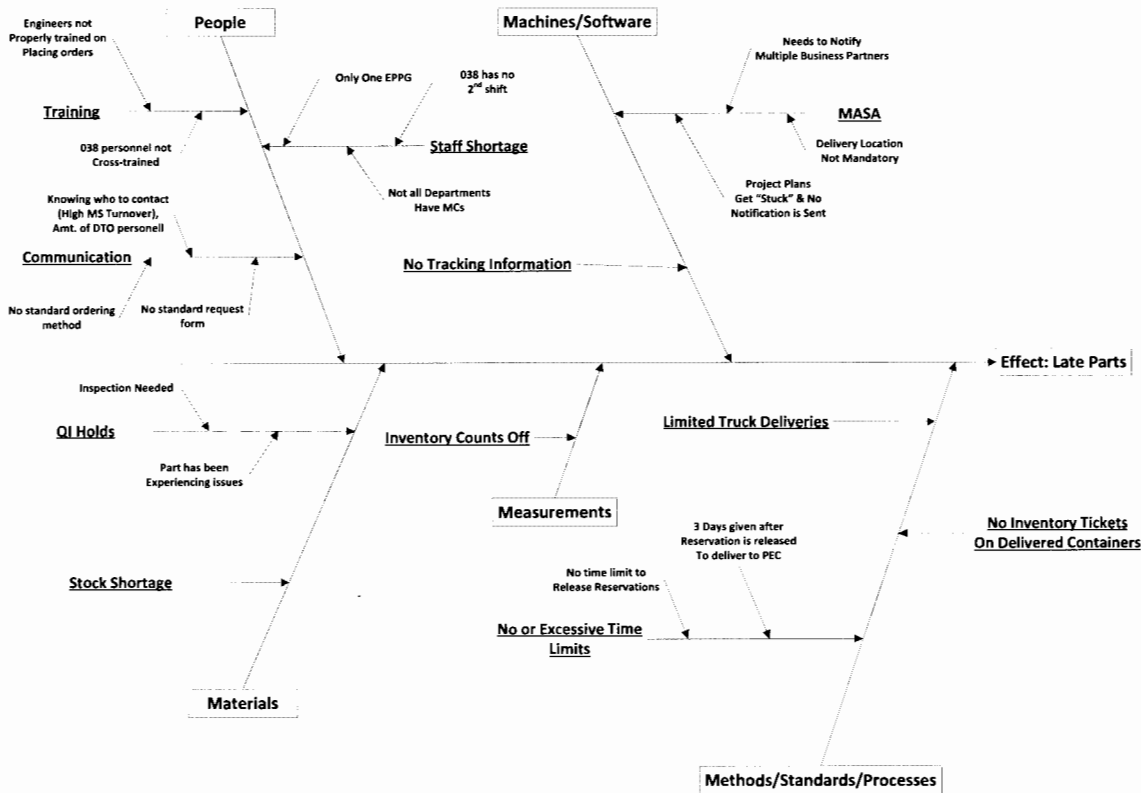 People
Engineers not
Properly trained on
Placing orders
Training
038 personnel not
Cross-trained
Only One EPPG
038 has no
2nd shift
Staff Shortage
Not all Departments
Have MCs
Knowing who to contact
(High MS Turnover),
Amt. of DTO personell
Communication
No standard ordering
method
No standard request
form
Machines/Software
Needs to Notify
Multiple Business Partners
MASA
Delivery Location
Not Mandatory
Project Plans
Get "Stuck" & No
Notification is Sent
No Tracking Information
Effect: Late Parts
Inspection Needed
QI Holds
Part has been
Experiencing issues
Stock Shortage
Materials
Inventory Counts Off
Measurements
Limited Truck Deliveries
No Inventory Tickets
On Delivered Containers
3 Days given after
Reservation is released
To deliver to PEC
No time limit to
Release Reservations
No or Excessive Time
Limits
Methods/Standards/Processes